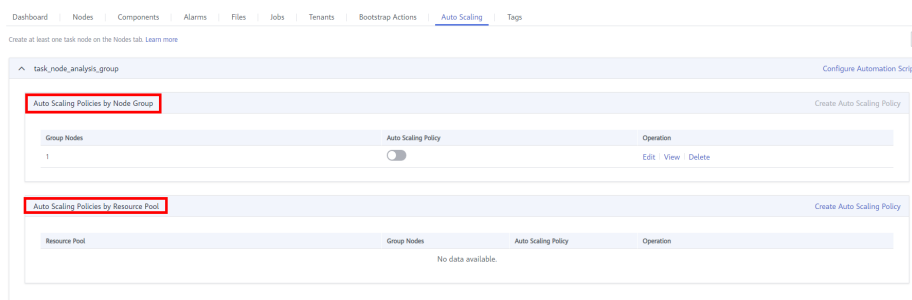 Dashboard Nodes Components Alarms Files Jobs Tenants Bootstrap Actions Auto Scaling Tags
Create at least one task node on the Nodes tab. Learn more
task_node_analysis_group Configure Automation Scrip
Auto Scaling Policies by Node Group Create Auto Scaling Policy
Group Nodes Auto Scaling Policy Operation
1 Edit View Delete
Auto Scaling Policies by Resource Pool Create Auto Scaling Policy
Resource Pool Group Nodes Auto Scaling Policy Operation
No data available.